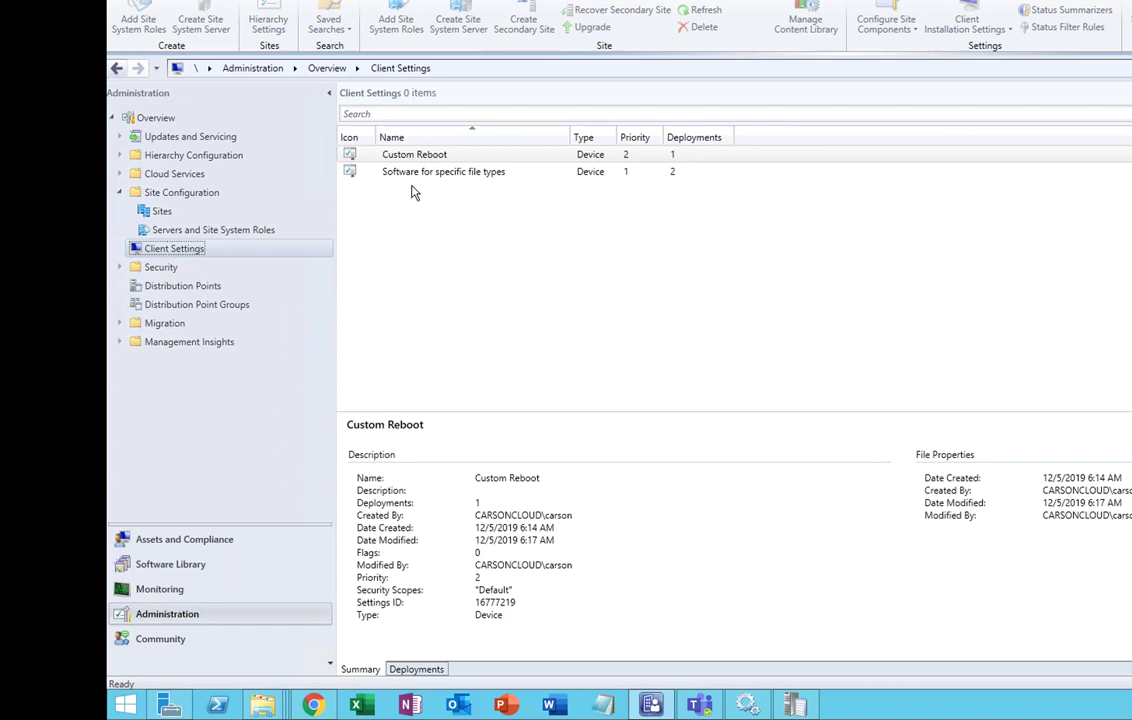 Add Site
System Roles
Create Site
System Server
Create
Hierarchy
Settings
Sites
Saved
Searches
Search
Add Site
System Roles
Create Site
System Server
Create
Secondary Site
Recover Secondary Site
Upgrade
Refresh
Delete
Site
Manage
Content Library
Configure Site
Components
Client
Installation Settings
Settings
Status Summarizers
Status Filter Rules
\ Administration Overview Client Settings
Administration
Overview
Updates and Servicing
Hierarchy Configuration
Cloud Services
Site Configuration
Sites
Servers and Site System Roles
Client Settings
Security
Distribution Points
Distribution Point Groups
Migration
Management Insights
Assets and Compliance
Software Library
Monitoring
Administration
Community
Client Settings 0 items
Search
Icon Name Type Priority Deployments
Custom Reboot Device 2 1
Software for specific file types Device 1 2
Custom Reboot
Description
Name: Custom Reboot
Description:
Deployments: 1
Created By: CARSONCLOUD\carson
Date Created: 12/5/2019 6:14 AM
Date Modified: 12/5/2019 6:17 AM
Flags: 0
Modified By: CARSONCLOUD\carson
Priority: 2
Security Scopes: "Default"
Settings ID: 16777219
Type: Device
File Properties
Date Created: 12/5/2019 6:14 AM
Created By: CARSONCLOUD\carso
Date Modified: 12/5/2019 6:17 AM
Modified By: CARSONCLOUD\carso
Summary Deployments
Ready